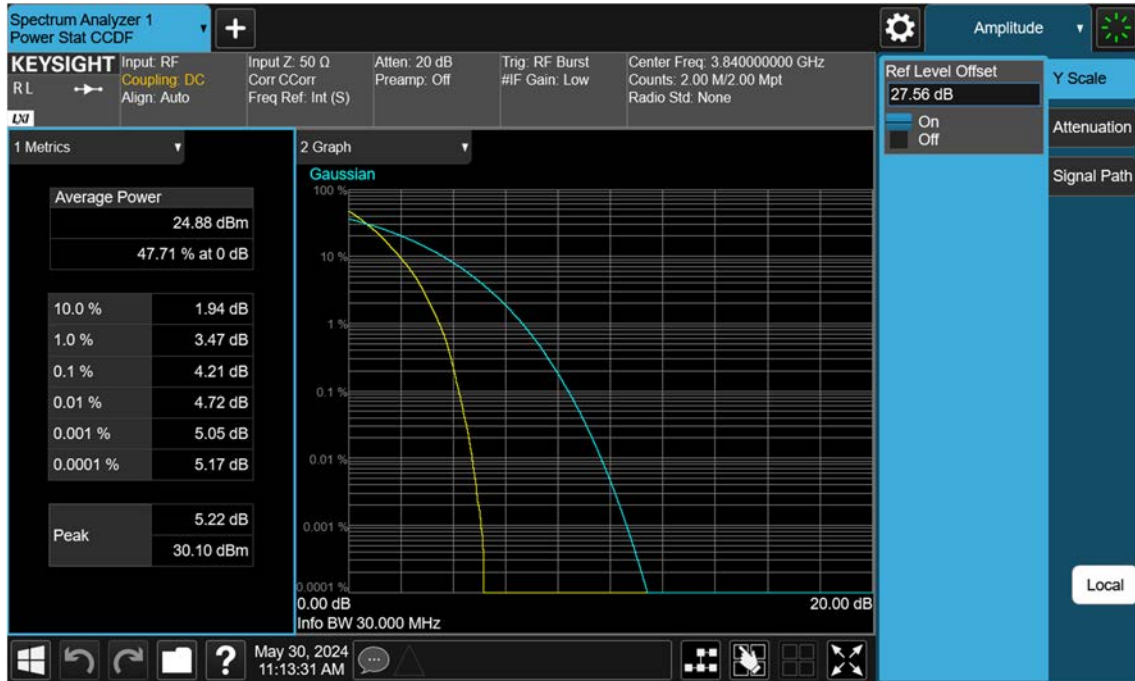 Spectrum Analyzer 1
Power Stat CCDF
Amplitude
KEYSIGHT
R L
LXI
Input: RF
Coupling: DC
Align: Auto
Input Z: 50 Ω
Corr CCorr
Freq Ref: Int (S)
Atten: 20 dB
Preamp: Off
Trig: RF Burst
#IF Gain: Low
Center Freq: 3.840000000 GHz
Counts: 2.00 M/2.00 Mpt
Radio Std: None
Ref Level Offset
27.56 dB
On
Off
Y Scale
Attenuation
Signal Path
1 Metrics
Average Power
24.88 dBm
47.71 % at 0 dB
10.0 % 1.94 dB
1.0 % 3.47 dB
0.1 % 4.21 dB
0.01 % 4.72 dB
0.001 % 5.05 dB
0.0001 % 5.17 dB
Peak
5.22 dB
30.10 dBm
2 Graph
Gaussian
100 %
10 %
1 %
0.1 %
0.01 %
0.001 %
0.0001 %
0.00 dB 20.00 dB
Info BW 30.000 MHz
Local
?
May 30, 2024
11:13:31 AM